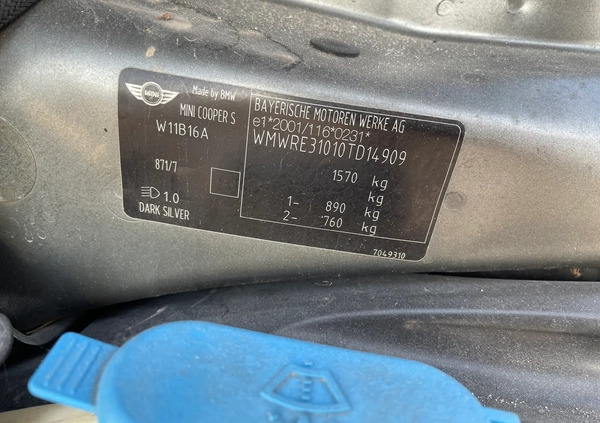 MINI
Made by BMW
MINI COOPER S
W11B16A
871/7
1.0
DARK SILVER
BAYERISCHE MOTOREN WERKE AG
e1*2001/116*0231*
WMWRE31010TD14909
1570 kg
kg
1- 890 kg
2- 760 kg
7049310